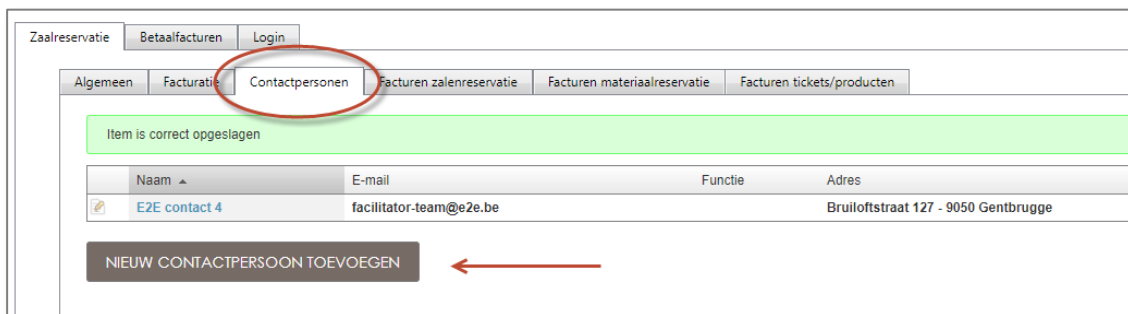 Zaalreservatie Betaalfacturen Login
Algemeen Facturatie Contactpersonen Facturen zalenreservatie Facturen materiaalreservatie Facturen tickets/producten
Item is correct opgeslagen
Naam E-mail Functie Adres
E2E contact 4 facilitator-team@e2e.be Bruiloftstraat 127 - 9050 Gentbrugge
NIEUW CONTACTPERSOON TOEVOEGEN